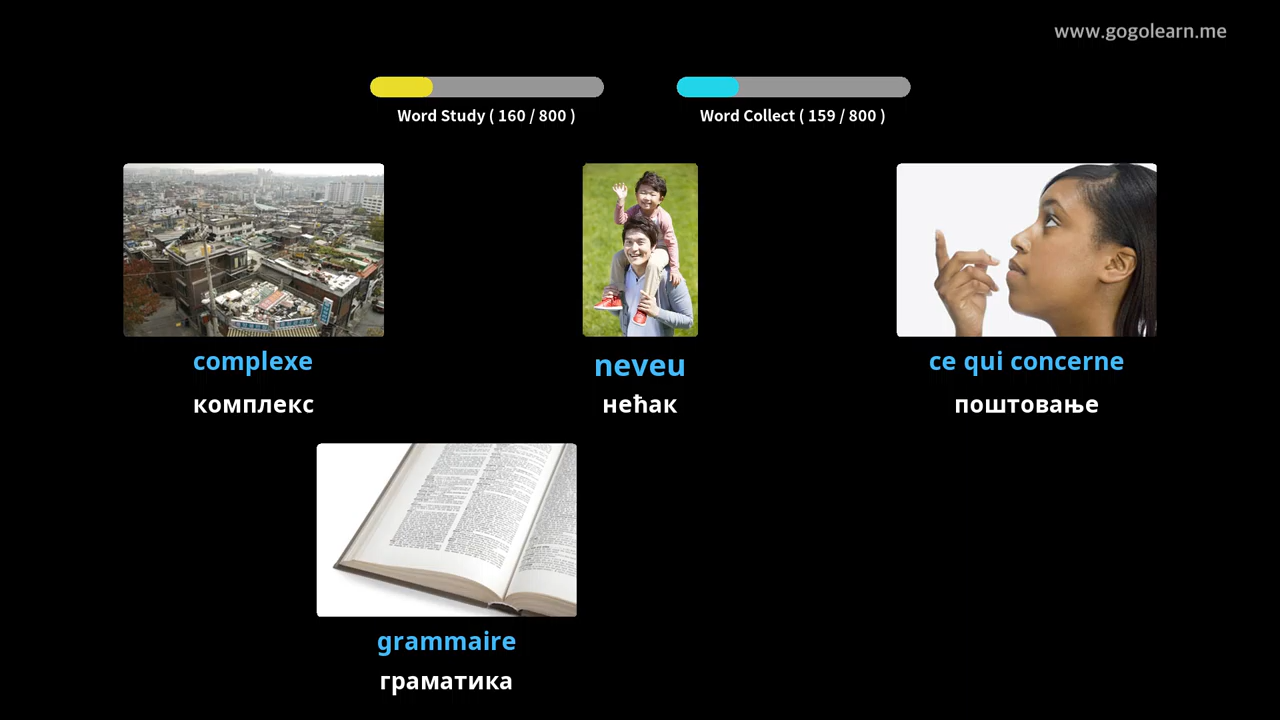 www.gogolearn.me
Word Study ( 160 / 800 )
Word Collect ( 159 / 800 )
complexe
комплекс
neveu
нећак
ce qui concerne
поштовање
grammaire
граматика